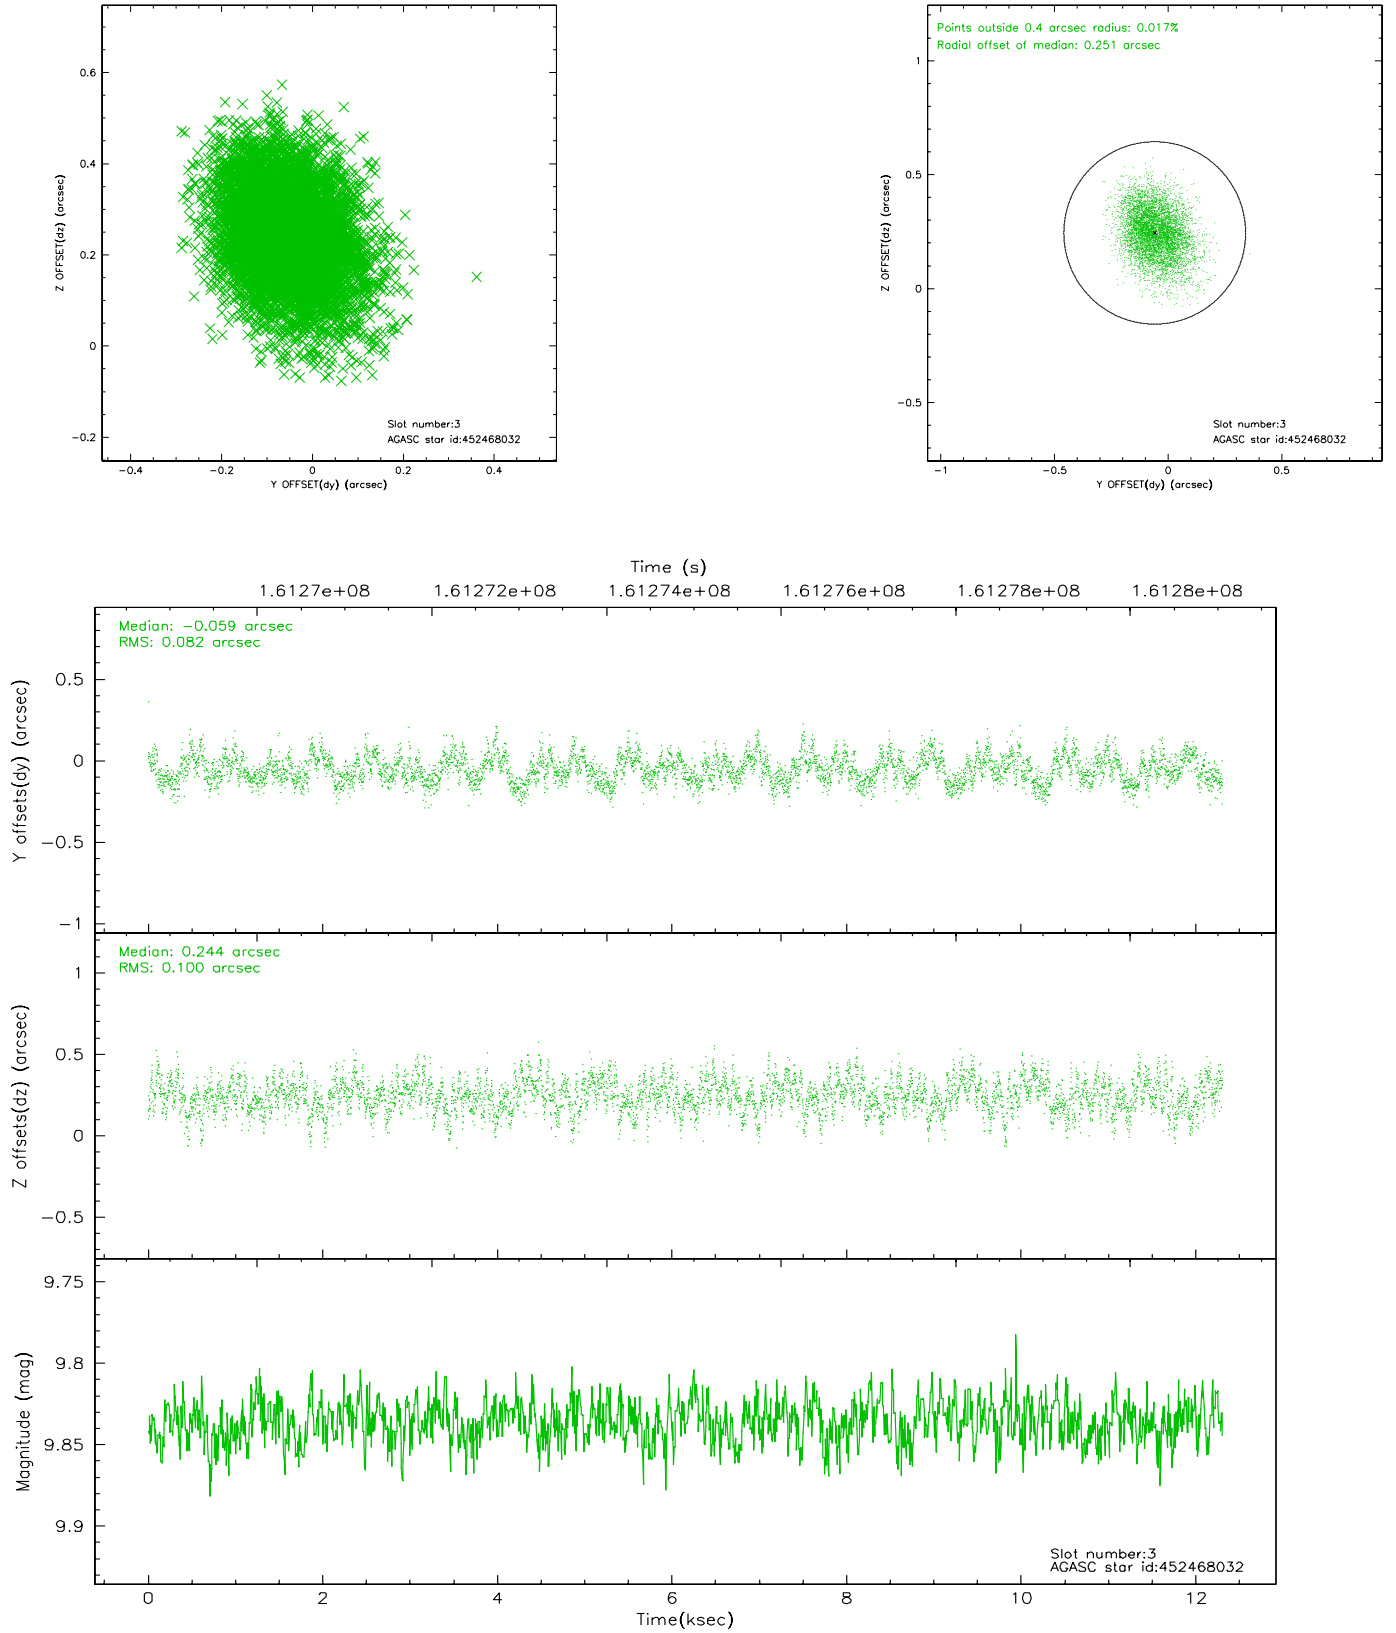 0.6
0.4
0.2
0
−0.2
Z OFFSET(dz) (arcsec)
Slot number:3
AGASC star id:452468032
−0.4
−0.2
0
0.2
0.4
Y OFFSET(dy) (arcsec)
Points outside 0.4 arcsec radius: 0.017%
Radial offset of median: 0.251 arcsec
1
0.5
0
−0.5
Z OFFSET(dz) (arcsec)
Slot number:3
AGASC star id:452468032
−1
−0.5
0
0.5
Y OFFSET(dy) (arcsec)
Time (s)
1.6127e+08
1.61272e+08
1.61274e+08
1.61276e+08
1.61278e+08
1.6128e+08
Median: −0.059 arcsec
RMS: 0.082 arcsec
0.5
0
−0.5
−1
Y offsets(dy) (arcsec)
Median: 0.244 arcsec
RMS: 0.100 arcsec
1
0.5
0
−0.5
Z offsets(dz) (arcsec)
9.75
9.8
9.85
9.9
Magnitude (mag)
Slot number:3
AGASC star id:452468032
0
2
4
6
8
10
12
Time(ksec)